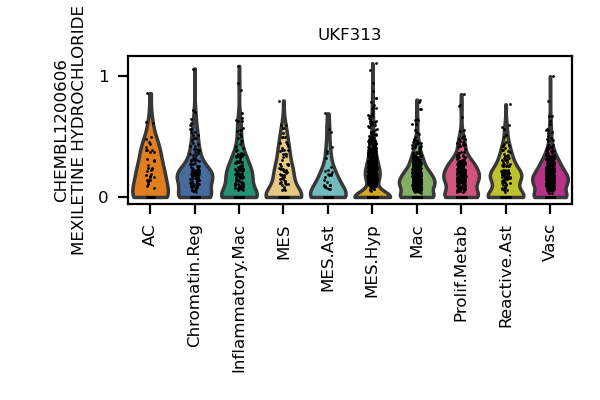 UKF313
CHEMBL1200606
MEXILETINE HYDROCHLORIDE
1
0
AC
Chromatin.Reg
Inflammatory.Mac
MES
MES.Ast
MES.Hyp
Mac
Prolif.Metab
Reactive.Ast
Vasc